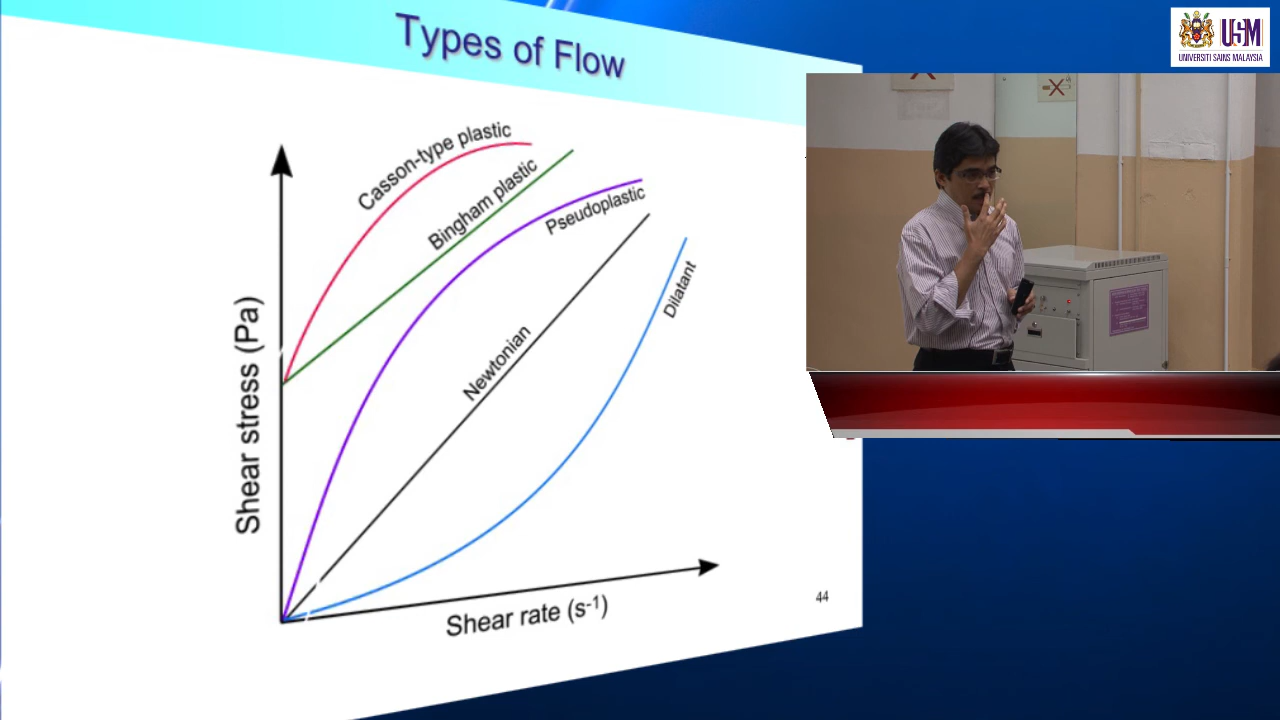 Types of Flow
USM
UNIVERSITI SAINS MALAYSIA
Casson-type plastic
Bingham plastic
Pseudoplastic
Newtonian
Dilatant
Shear stress (Pa)
Shear rate (s-1)
44